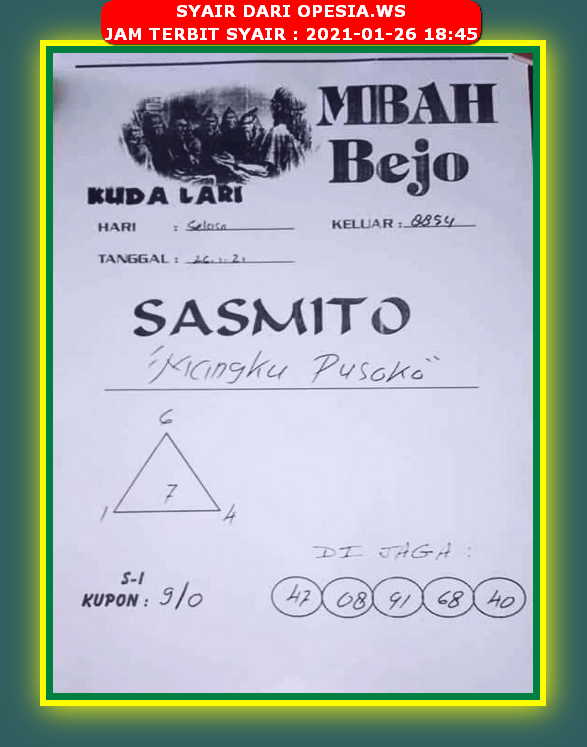 SYAIR DARI OPESIA.WS
JAM TERBIT SYAIR : 2021-01-26 18:45
MBAH
Bejo
KUDA LARI
HARI : Selasa
KELUAR : 8894
TANGGAL : 26.1.21
SASMITO
Pusoko"
6
7
1 4
DI JAGA :
S-1
KUPON : 9/0
47 08 91 68 40